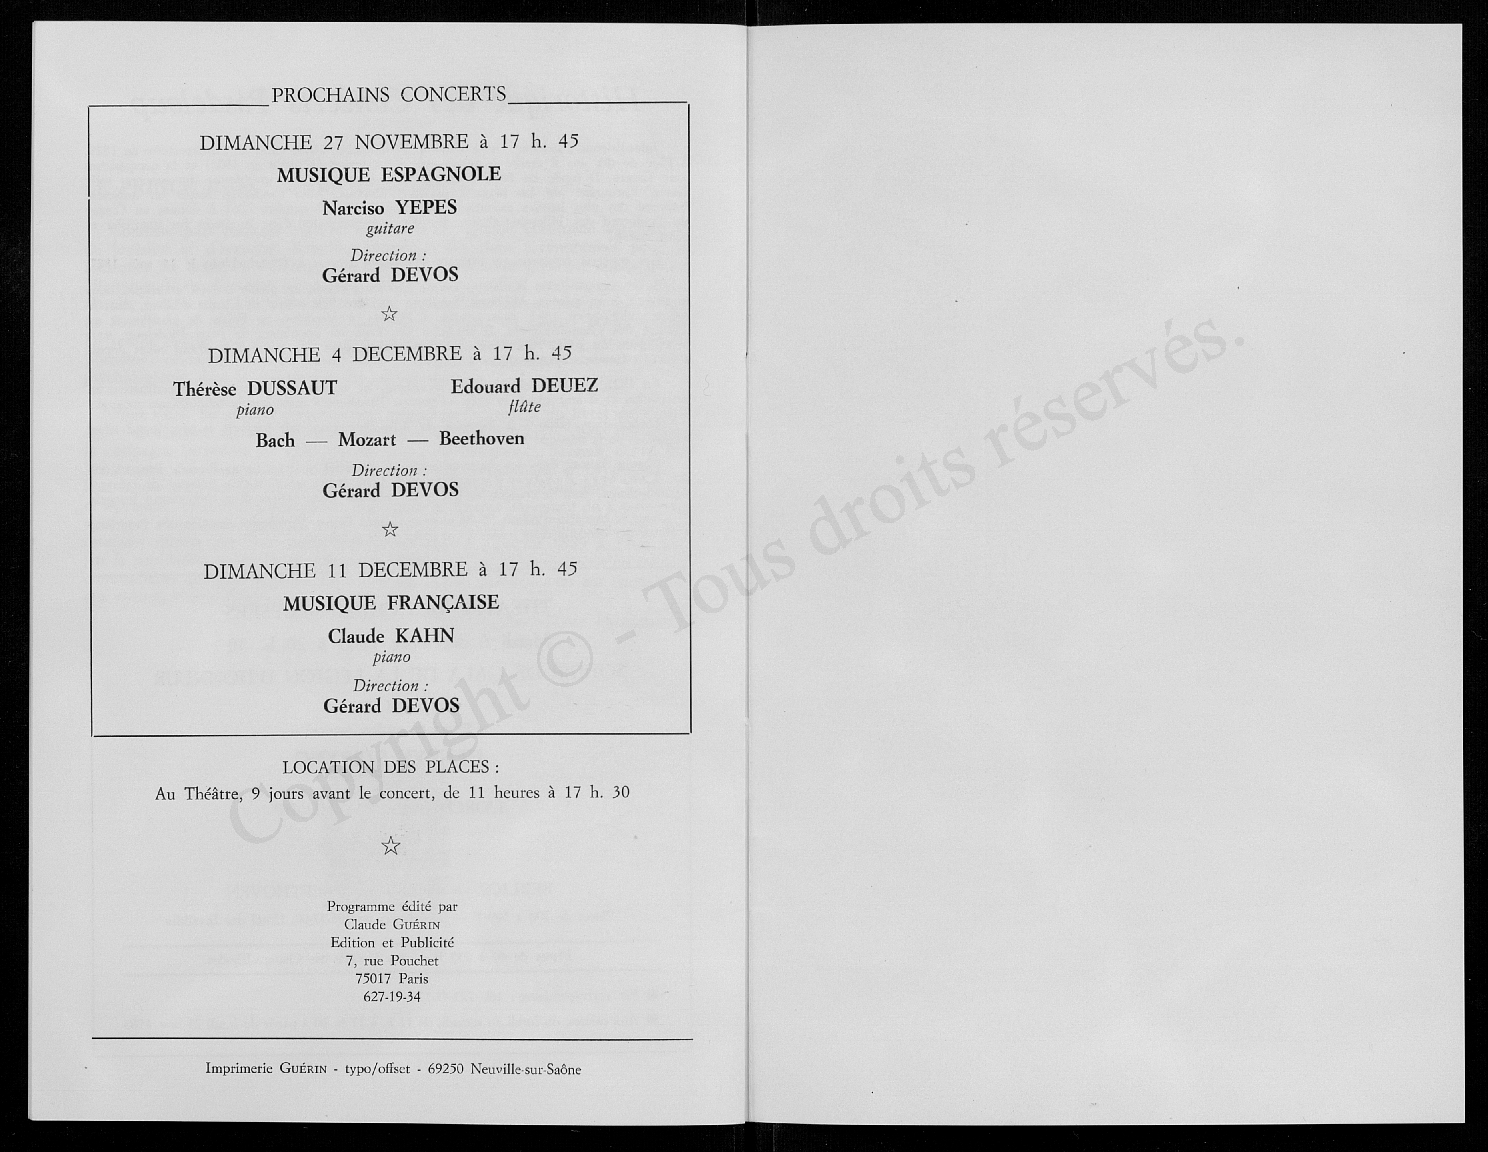 PROCHAINS CONCERTS
DIMANCHE 27 NOVEMBRE à 17 h. 45
MUSIQUE ESPAGNOLE
Narciso YEPES
guitare
Direction :
Gérard DEVOS
☆
DIMANCHE 4 DECEMBRE à 17 h. 45
Thérèse DUSSAUT Edouard DEUEZ
piano flûte
Bach — Mozart — Beethoven
Direction :
Gérard DEVOS
☆
DIMANCHE 11 DECEMBRE à 17 h. 45
MUSIQUE FRANÇAISE
Claude KAHN
piano
Direction :
Gérard DEVOS
LOCATION DES PLACES :
Au Théâtre, 9 jours avant le concert, de 11 heures à 17 h. 30
☆
Programme édité par
Claude GUÉRIN
Edition et Publicité
7, rue Pouchet
75017 Paris
627-19-34
Imprimerie GUÉRIN - typo/offset - 69250 Neuville-sur-Saône
Copyright © - Tous droits réservés.